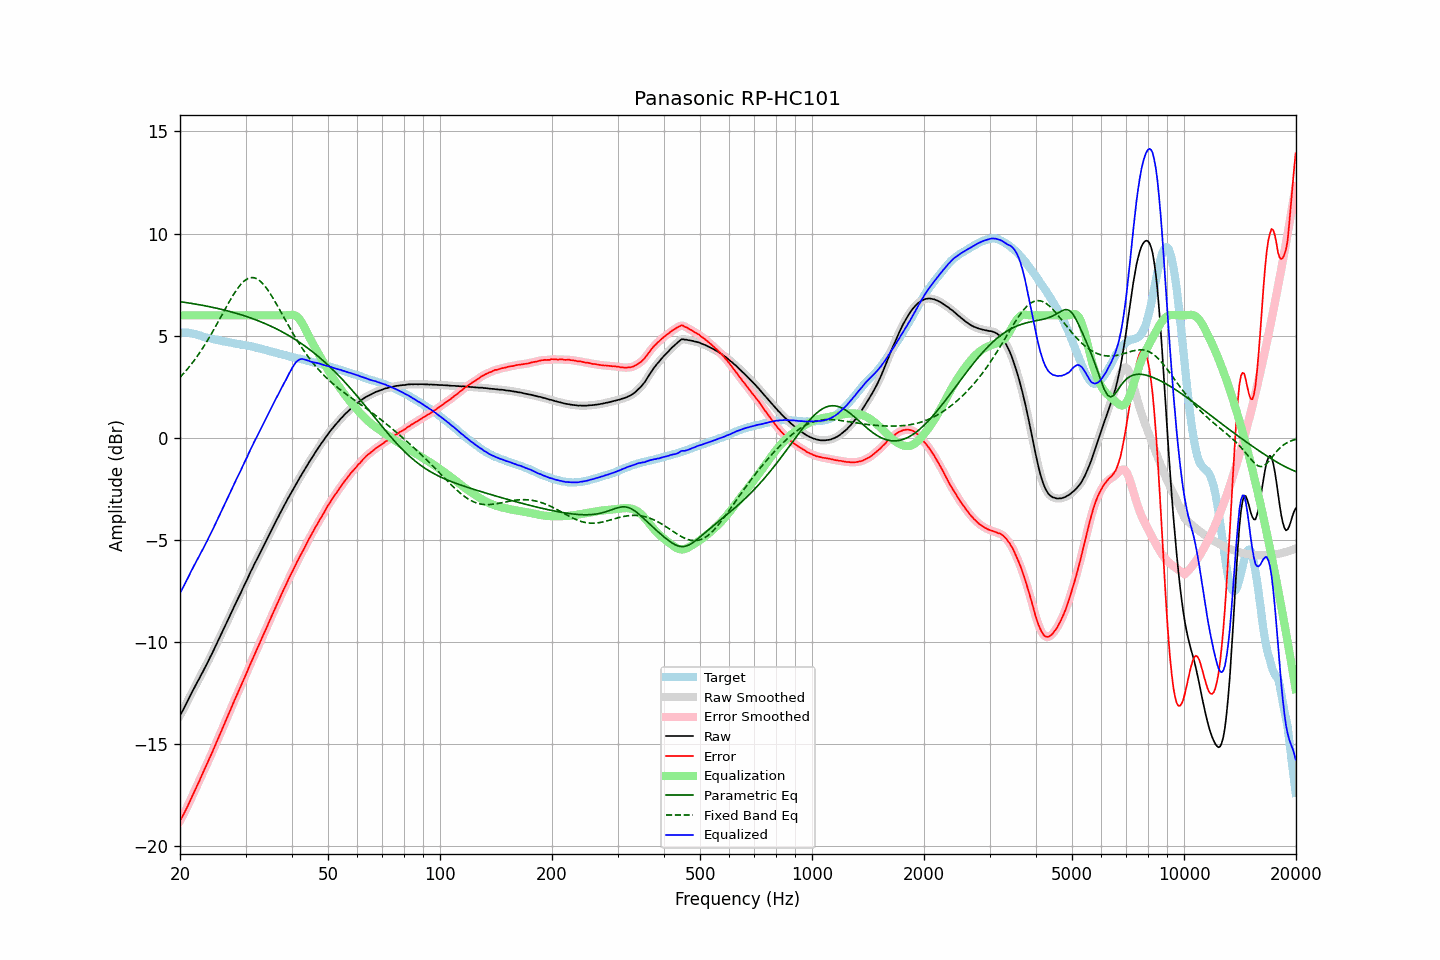 Panasonic RP-HC101
Amplitude (dBr)
15
10
5
0
−5
−10
−15
−20
Target
Raw Smoothed
Error Smoothed
Raw
Error
Equalization
Parametric Eq
Fixed Band Eq
Equalized
20 50 100 200 500 1000 2000 5000 10000 20000
Frequency (Hz)